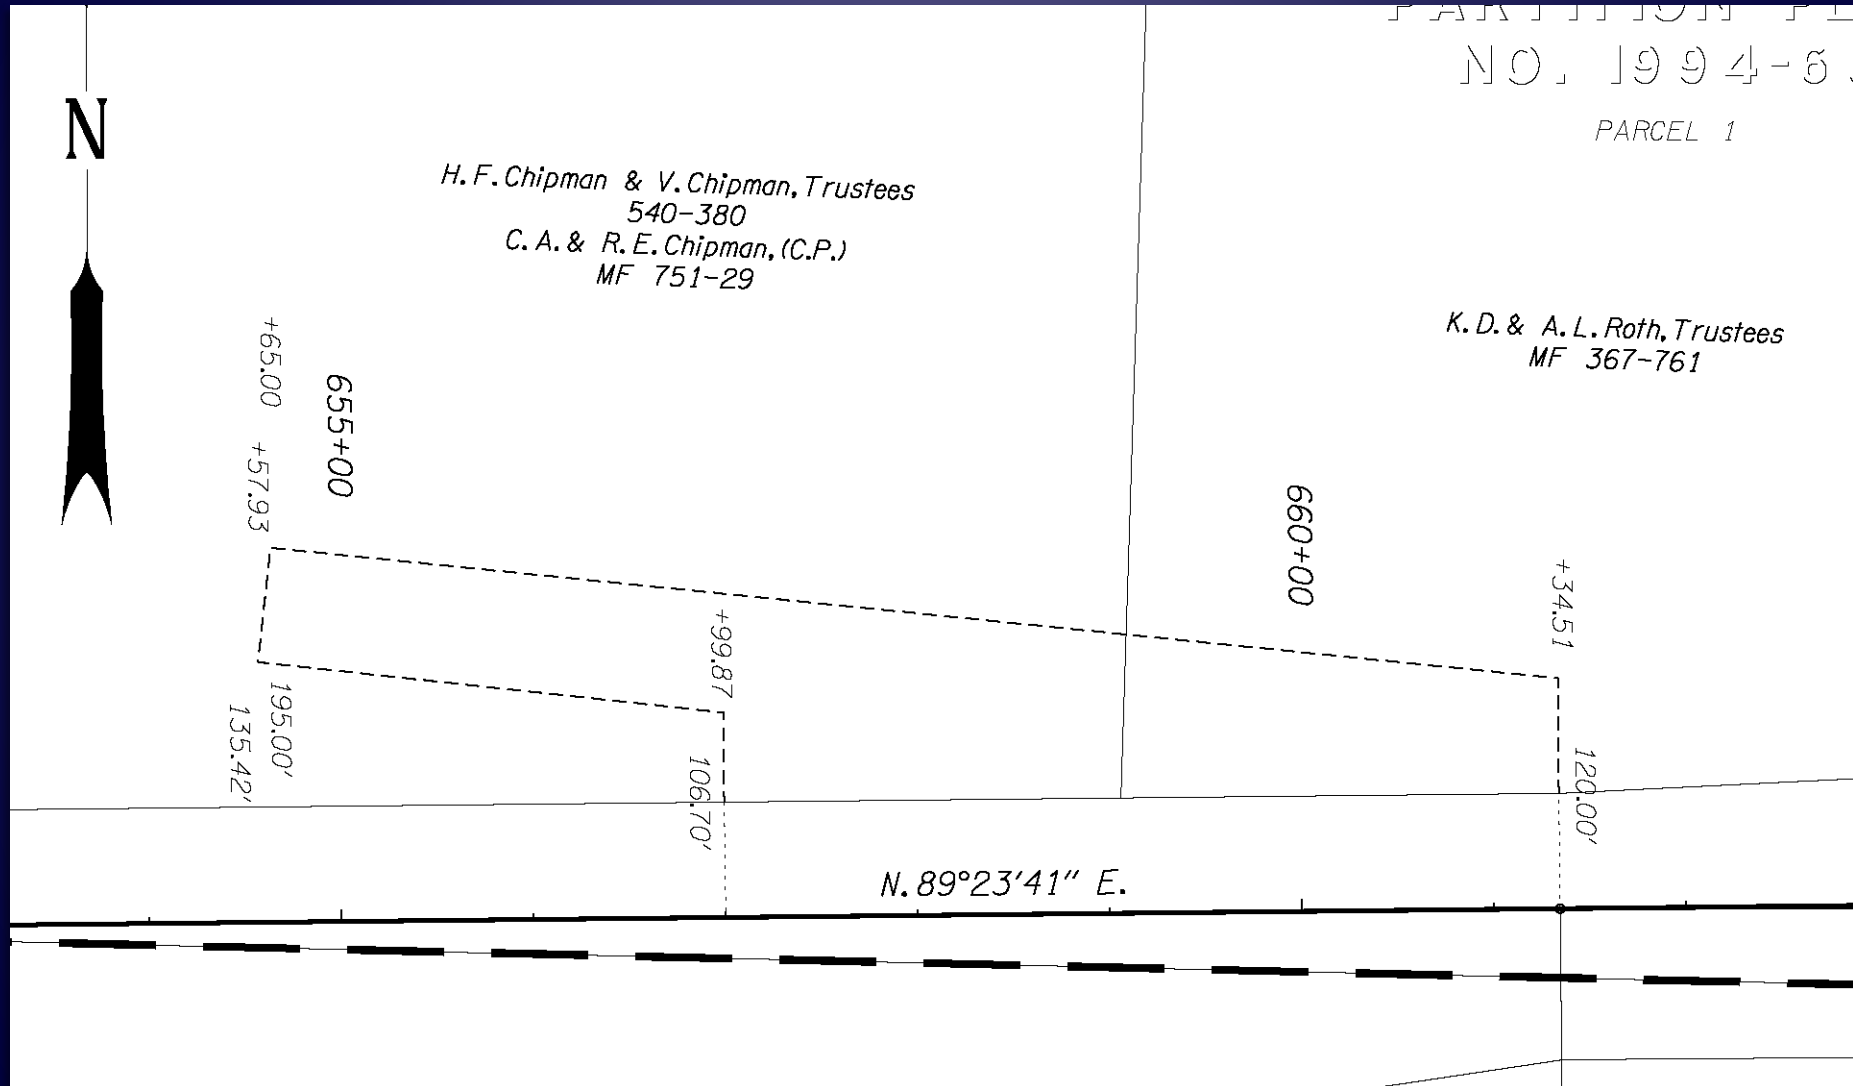 PARTITION
NO. 1994-6
N
PARCEL 1
H.F. Chipman & V. Chipman, Trustees
540-380
C.A. & R.E. Chipman, (C.P.)
MF 751-29
K.D. & A.L. Roth, Trustees
MF 367-761
+65.00
655+00
+57.93
660+00
+34.51
+99.87
195.00'
135.42'
106.70'
120.00'
N. 89°23'41" E.